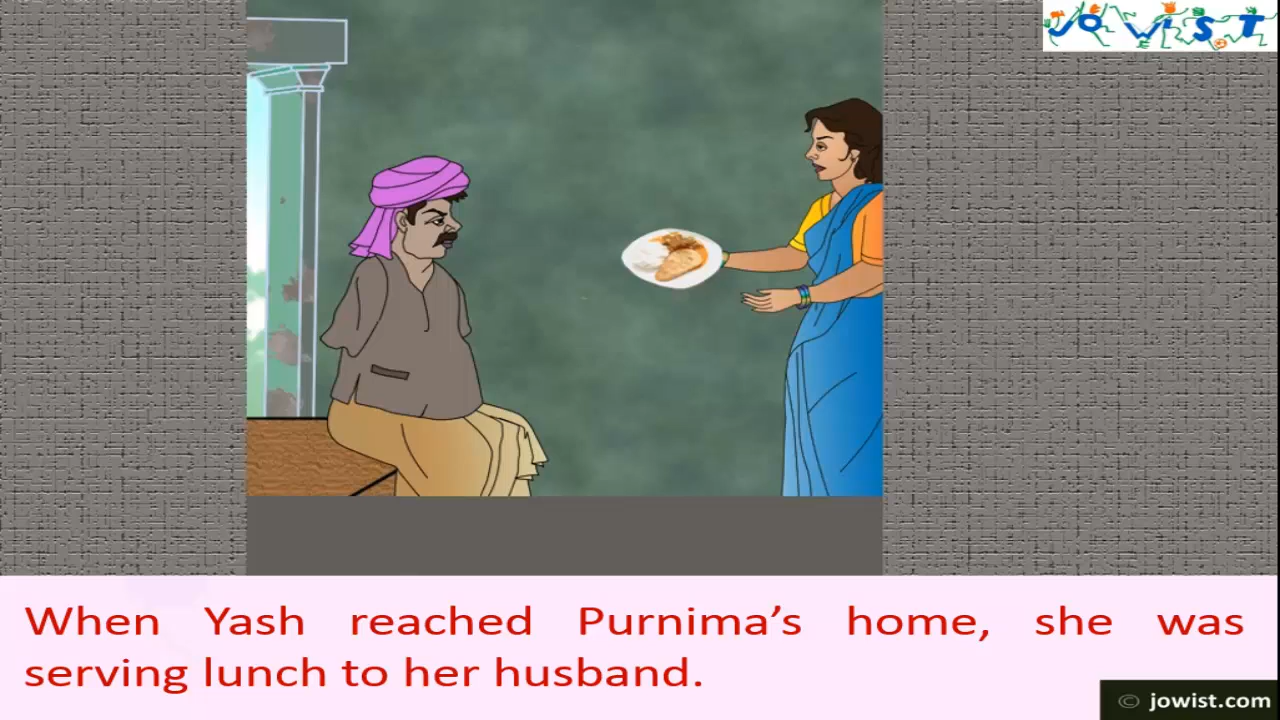 JOWIST
When Yash reached Purnima's home, she was
serving lunch to her husband.
© jowist.com